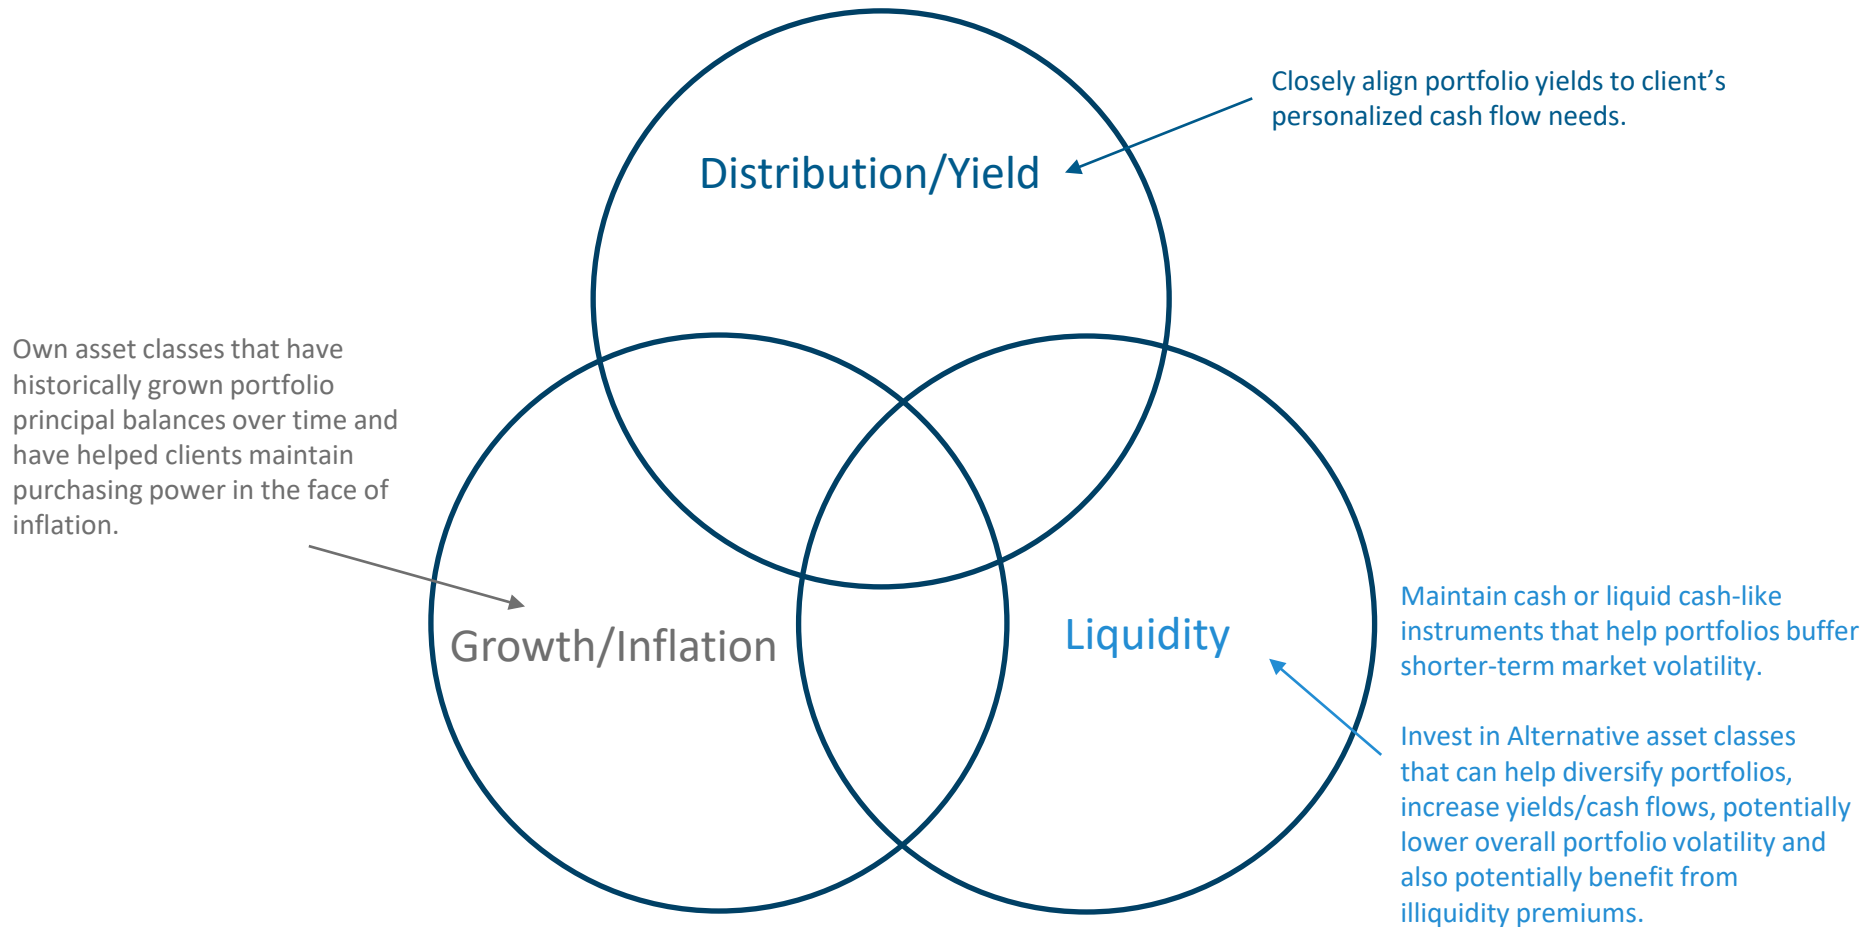 Closely align portfolio yields to client’s
personalized cash flow needs.
Distribution/Yield
Own asset classes that have
historically grown portfolio
principal balances over time and
have helped clients maintain
purchasing power in the face of
inflation.
Growth/Inflation
Liquidity
Maintain cash or liquid cash-like
instruments that help portfolios buffer
shorter-term market volatility.
Invest in Alternative asset classes
that can help diversify portfolios,
increase yields/cash flows, potentially
lower overall portfolio volatility and
also potentially benefit from
illiquidity premiums.